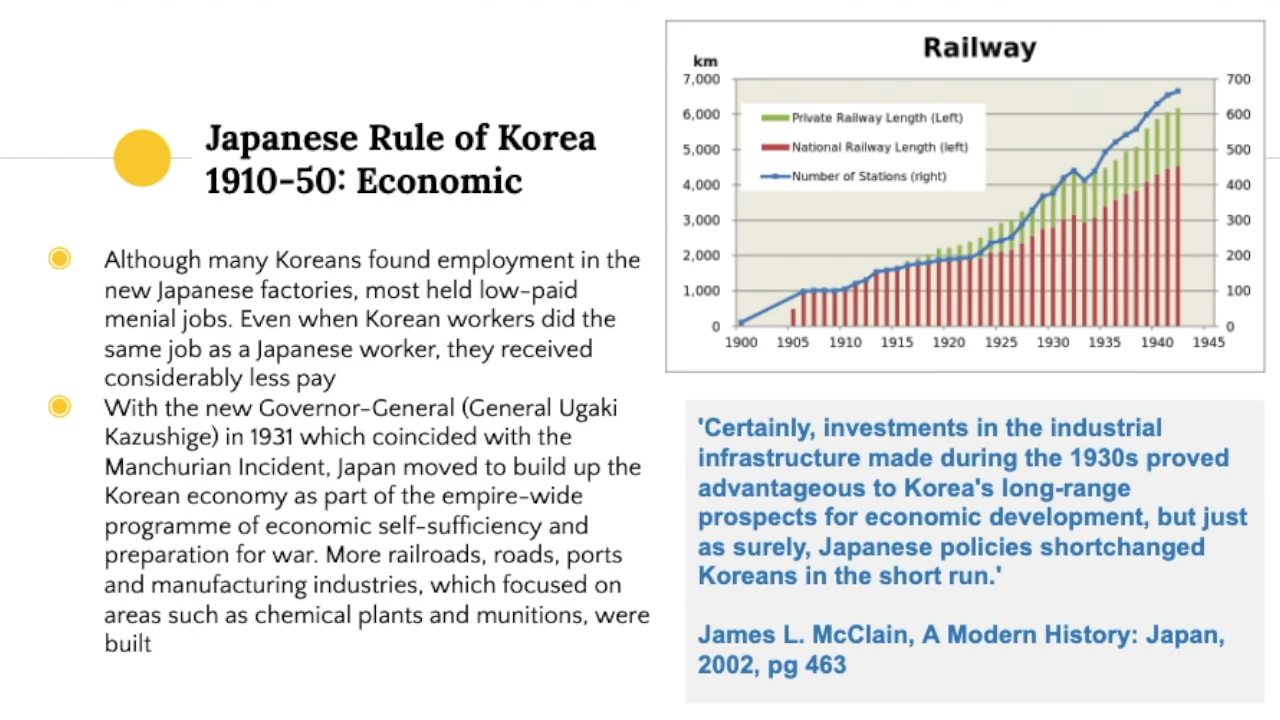 Japanese Rule of Korea
1910-50: Economic
Although many Koreans found employment in the
new Japanese factories, most held low-paid
menial jobs. Even when Korean workers did the
same job as a Japanese worker, they received
considerably less pay
With the new Governor-General (General Ugaki
Kazushige) in 1931 which coincided with the
Manchurian Incident, Japan moved to build up the
Korean economy as part of the empire-wide
programme of economic self-sufficiency and
preparation for war. More railroads, roads, ports
and manufacturing industries, which focused on
areas such as chemical plants and munitions, were
built
Railway
km
7,000
6,000
5,000
4,000
3,000
2,000
1,000
0
Private Railway Length (Left)
National Railway Length (left)
Number of Stations (right)
700
600
500
400
300
200
100
0
1900 1905 1910 1915 1920 1925 1930 1935 1940 1945
'Certainly, investments in the industrial
infrastructure made during the 1930s proved
advantageous to Korea's long-range
prospects for economic development, but just
as surely, Japanese policies shortchanged
Koreans in the short run.'
James L. McClain, A Modern History: Japan,
2002, pg 463